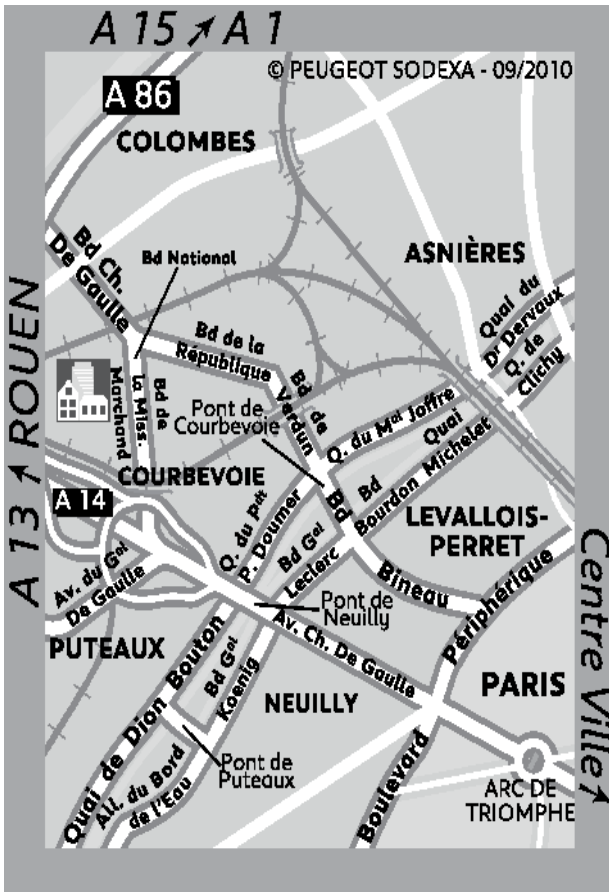 A 15 ↗ A 1
© PEUGEOT SODEXA - 09/2010
A 86
COLOMBES
Bd Ch.
De Gaulle
Bd National
ASNIÈRES
Quai du
Dr Dervaux
Q. de
Clichy
Bd de la
République
Bd de
Verdun
Bd de
la Miss.
Marchand
Pont de
Courbevoie
Q. du Mal Joffre
Quai
Michelet
Bd
Bourdon
COURBEVOIE
A 14
A 13 ↗ ROUEN
Q. du Pdt
P. Doumer
Bd
Bineau
Bd Gal
Leclerc
LEVALLOIS-
PERRET
Av. du Gal
De Gaulle
PUTEAUX
Pont de
Neuilly
Av. Ch. De Gaulle
Boulevard
Périphérique
Centre Ville ↗
PARIS
NEUILLY
Quai de Dion Bouton
Bd Gal
Koenig
Pont de
Puteaux
All. du Bord
de l'Eau
ARC DE
TRIOMPHE